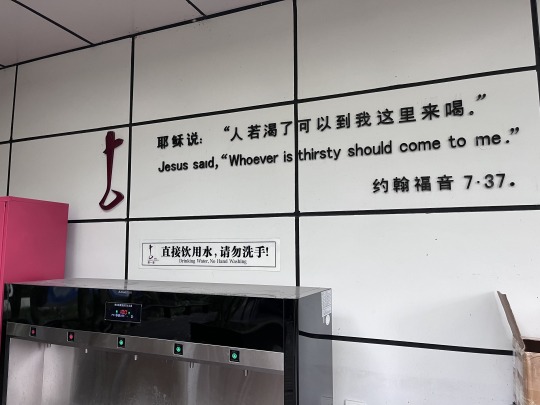 耶稣说：“人若渴了可以到我这里来喝。”
Jesus said, “Whoever is thirsty should come to me.”
约翰福音 7·37.
直接饮用水，请勿洗手!
Drinking Water, No Hand Washing